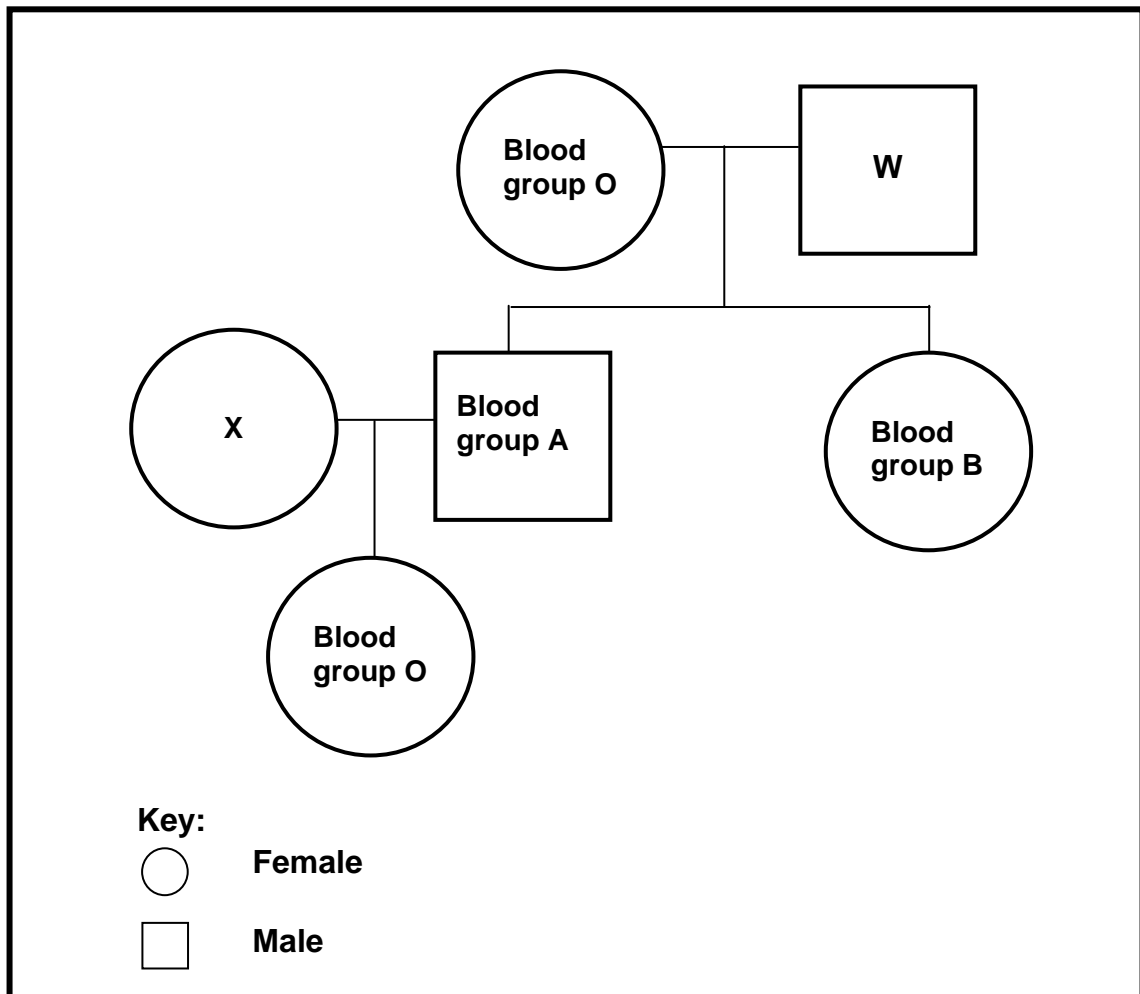 Blood
group O
W
X
Blood
group A
Blood
group B
Blood
group O
Key:
Female
Male